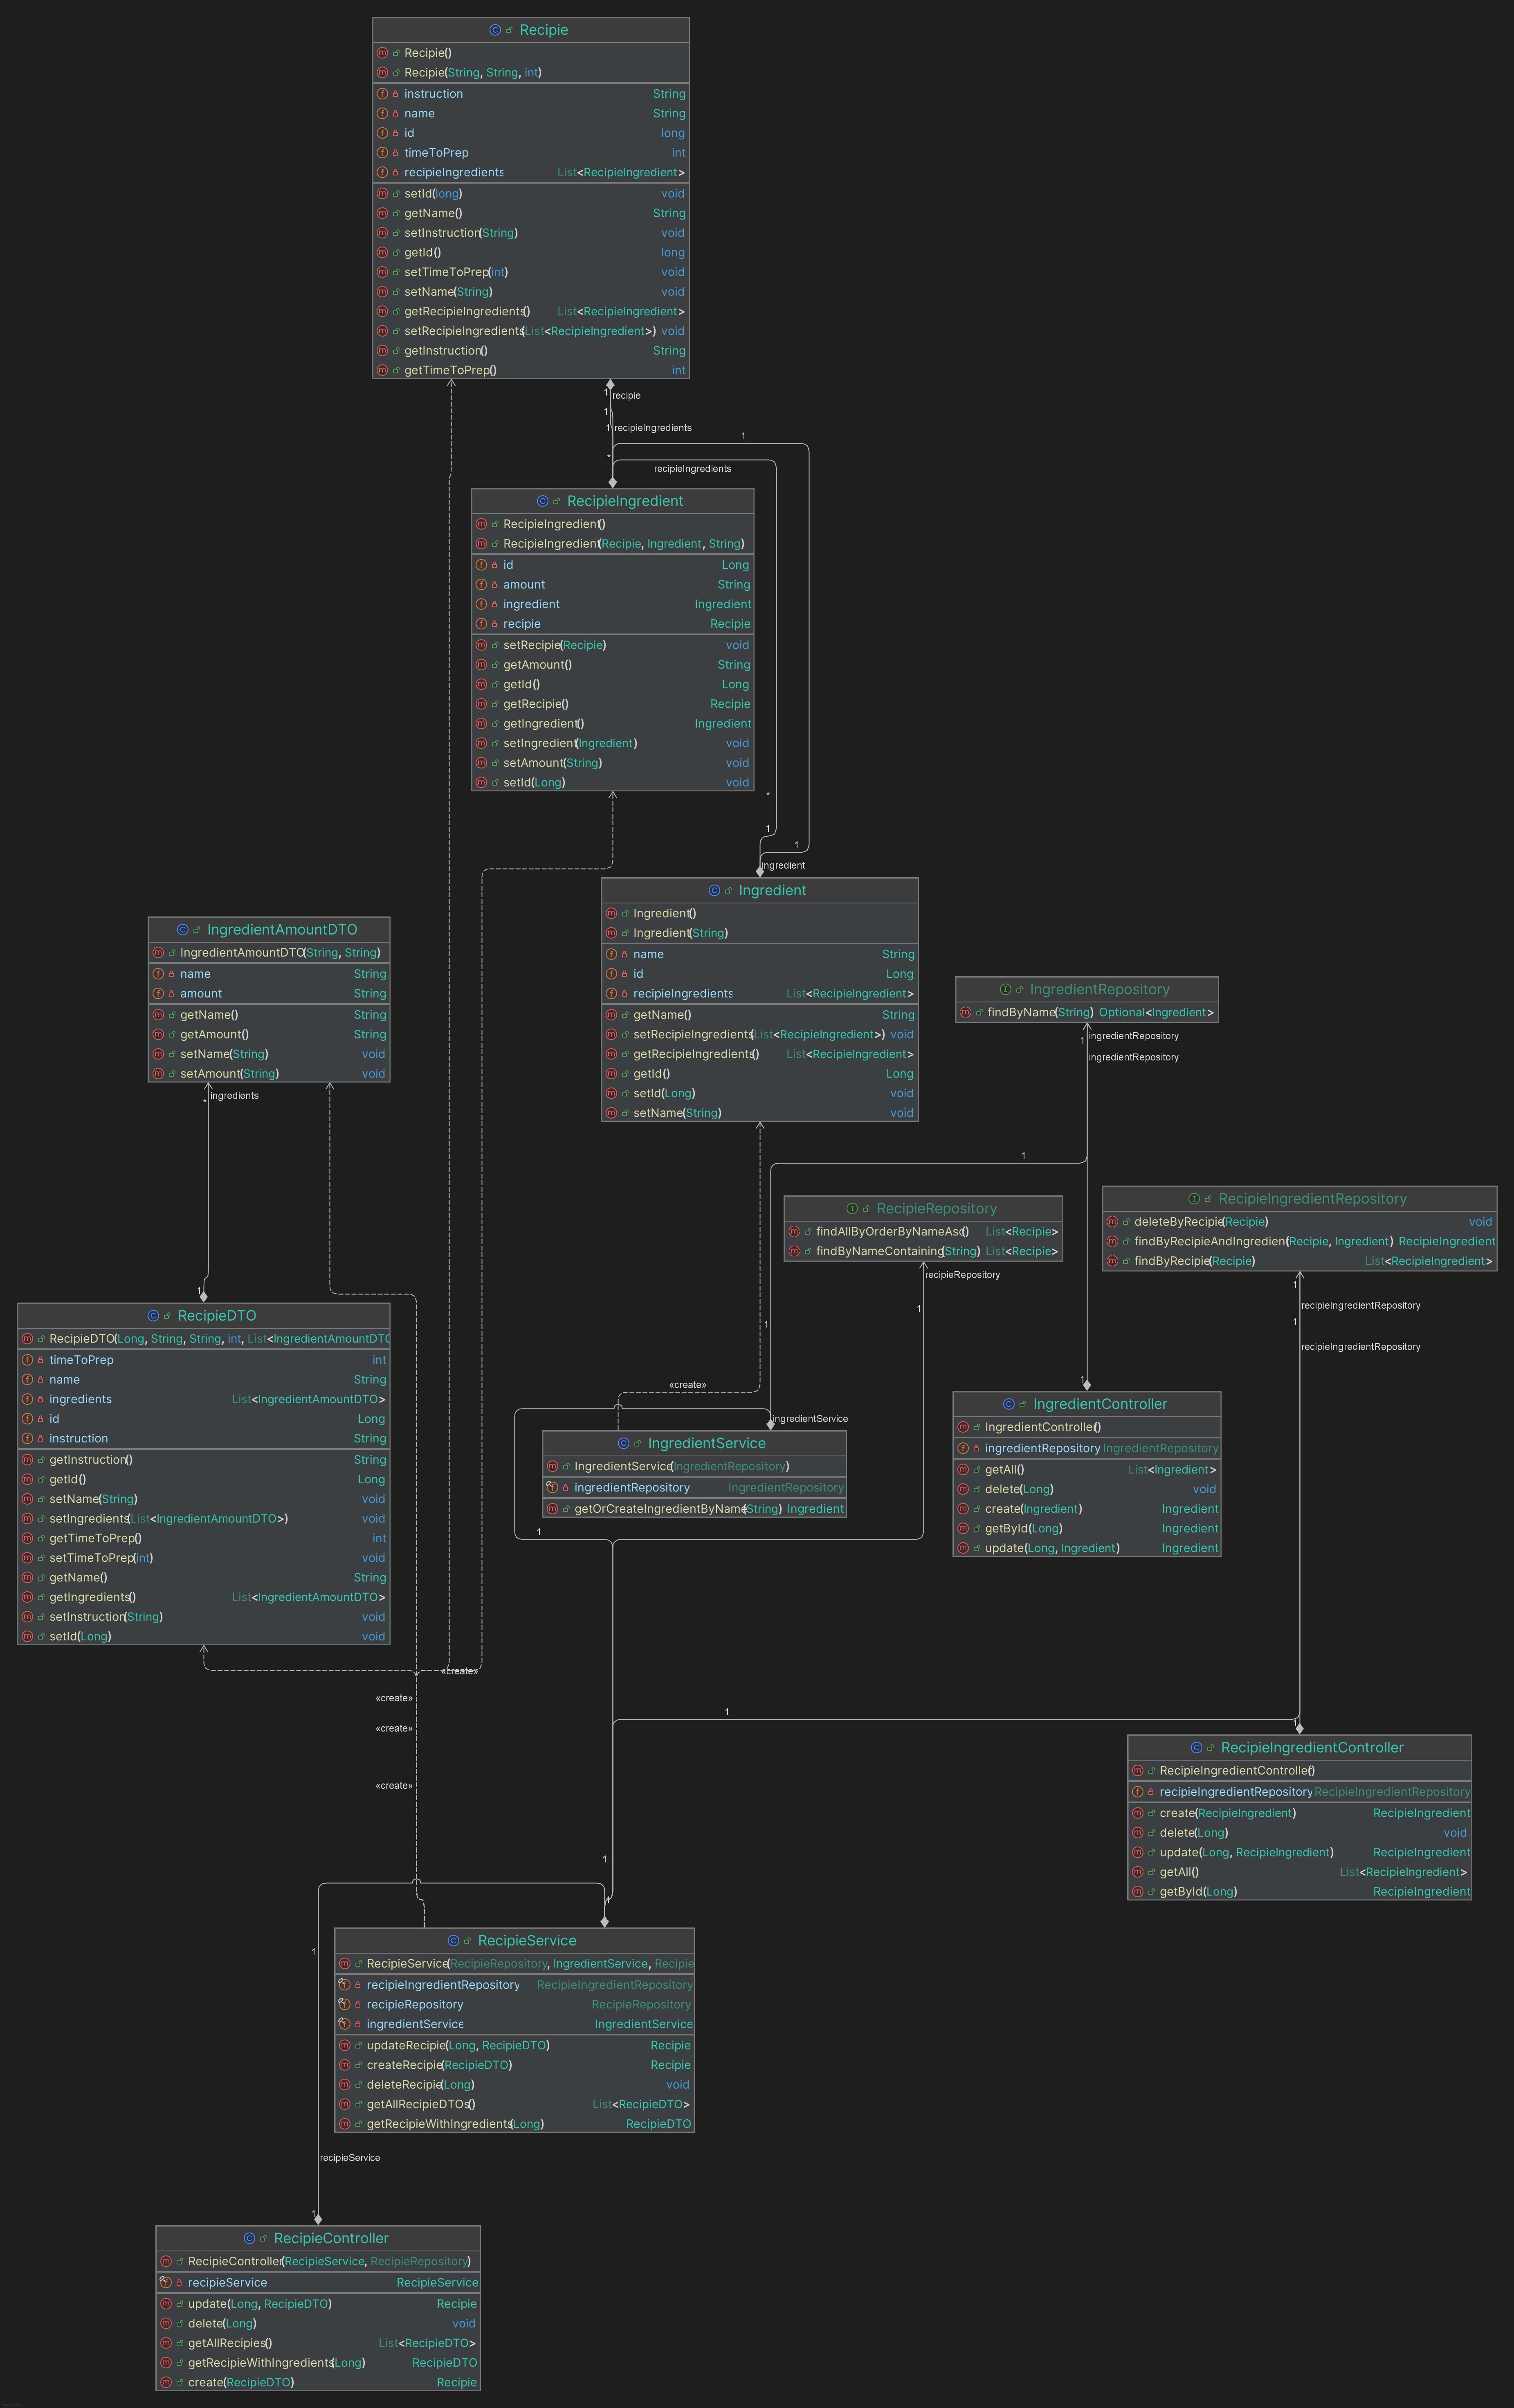 Recipie
Recipie()
Recipie(String, String, int)
instruction String
name String
id long
timeToPrep int
recipieIngredients List<RecipieIngredient>
setId(long) void
getName() String
setInstruction(String) void
getId() long
setTimeToPrep(int) void
setName(String) void
getRecipieIngredients() List<RecipieIngredient>
setRecipieIngredients(List<RecipieIngredient>) void
getInstruction() String
getTimeToPrep() int
1 recipie
1
1 recipieIngredients
1
*
recipieIngredients
RecipieIngredient
RecipieIngredient()
RecipieIngredient(Recipie, Ingredient, String)
id Long
amount String
ingredient Ingredient
recipie Recipie
setRecipie(Recipie) void
getAmount() String
getId() Long
getRecipie() Recipie
getIngredient() Ingredient
setIngredient(Ingredient) void
setAmount(String) void
setId(Long) void
*
1
1
ingredient
Ingredient
Ingredient()
Ingredient(String)
name String
id Long
recipieIngredients List<RecipieIngredient>
getName() String
setRecipieIngredients(List<RecipieIngredient>) void
getRecipieIngredients() List<RecipieIngredient>
getId() Long
setId(Long) void
setName(String) void
IngredientAmountDTO
IngredientAmountDTO(String, String)
name String
amount String
getName() String
getAmount() String
setName(String) void
setAmount(String) void
* ingredients
IngredientRepository
findByName(String) Optional<Ingredient>
1 ingredientRepository
ingredientRepository
1
RecipieRepository
findAllByOrderByNameAsc() List<Recipie>
findByNameContaining(String) List<Recipie>
recipieRepository
1
1
RecipieIngredientRepository
deleteByRecipie(Recipie) void
findByRecipieAndIngredient(Recipie, Ingredient) RecipieIngredient
findByRecipie(Recipie) List<RecipieIngredient>
1
recipieIngredientRepository
1
recipieIngredientRepository
1
RecipieDTO
RecipieDTO(Long, String, String, int, List<IngredientAmountDTO
timeToPrep int
name String
ingredients List<IngredientAmountDTO>
id Long
instruction String
getInstruction() String
getId() Long
setName(String) void
setIngredients(List<IngredientAmountDTO>) void
getTimeToPrep() int
setTimeToPrep(int) void
getName() String
getIngredients() List<IngredientAmountDTO>
setInstruction(String) void
setId(Long) void
«create»
ingredientService
IngredientService
IngredientService(IngredientRepository)
ingredientRepository IngredientRepository
getOrCreateIngredientByName(String) Ingredient
1
1
IngredientController
IngredientController()
ingredientRepository IngredientRepository
getAll() List<Ingredient>
delete(Long) void
create(Ingredient) Ingredient
getById(Long) Ingredient
update(Long, Ingredient) Ingredient
«create»
«create»
«create»
«create»
1
1
RecipieIngredientController
RecipieIngredientController()
recipieIngredientRepository RecipieIngredientRepository
create(RecipieIngredient) RecipieIngredient
delete(Long) void
update(Long, RecipieIngredient) RecipieIngredient
getAll() List<RecipieIngredient>
getById(Long) RecipieIngredient
1
1
1
RecipieService
RecipieService(RecipieRepository, IngredientService, Recipie
recipieIngredientRepository RecipieIngredientRepository
recipieRepository RecipieRepository
ingredientService IngredientService
updateRecipie(Long, RecipieDTO) Recipie
createRecipie(RecipieDTO) Recipie
deleteRecipie(Long) void
getAllRecipieDTOs() List<RecipieDTO>
getRecipieWithIngredients(Long) RecipieDTO
recipieService
1
RecipieController
RecipieController(RecipieService, RecipieRepository)
recipieService RecipieService
update(Long, RecipieDTO) Recipie
delete(Long) void
getAllRecipies() List<RecipieDTO>
getRecipieWithIngredients(Long) RecipieDTO
create(RecipieDTO) Recipie